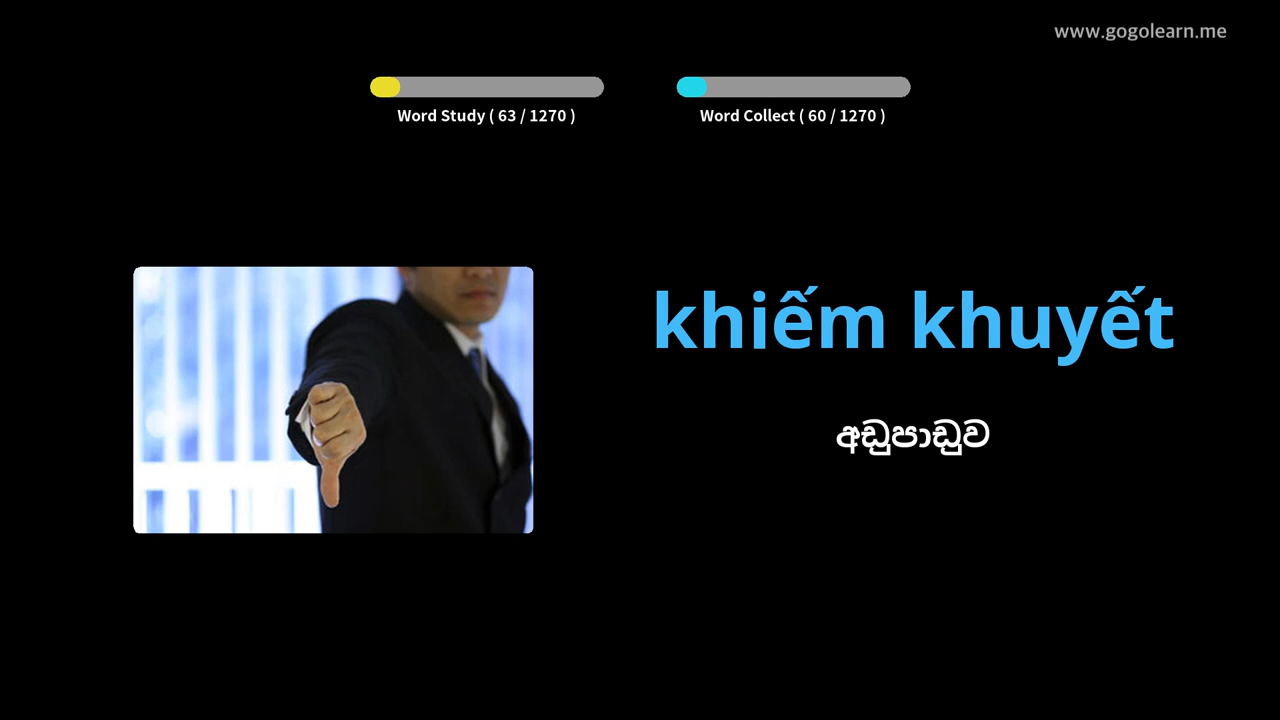 www.gogolearn.me
Word Study ( 63 / 1270 )
Word Collect ( 60 / 1270 )
khiếm khuyết
අඩුපාඩුව